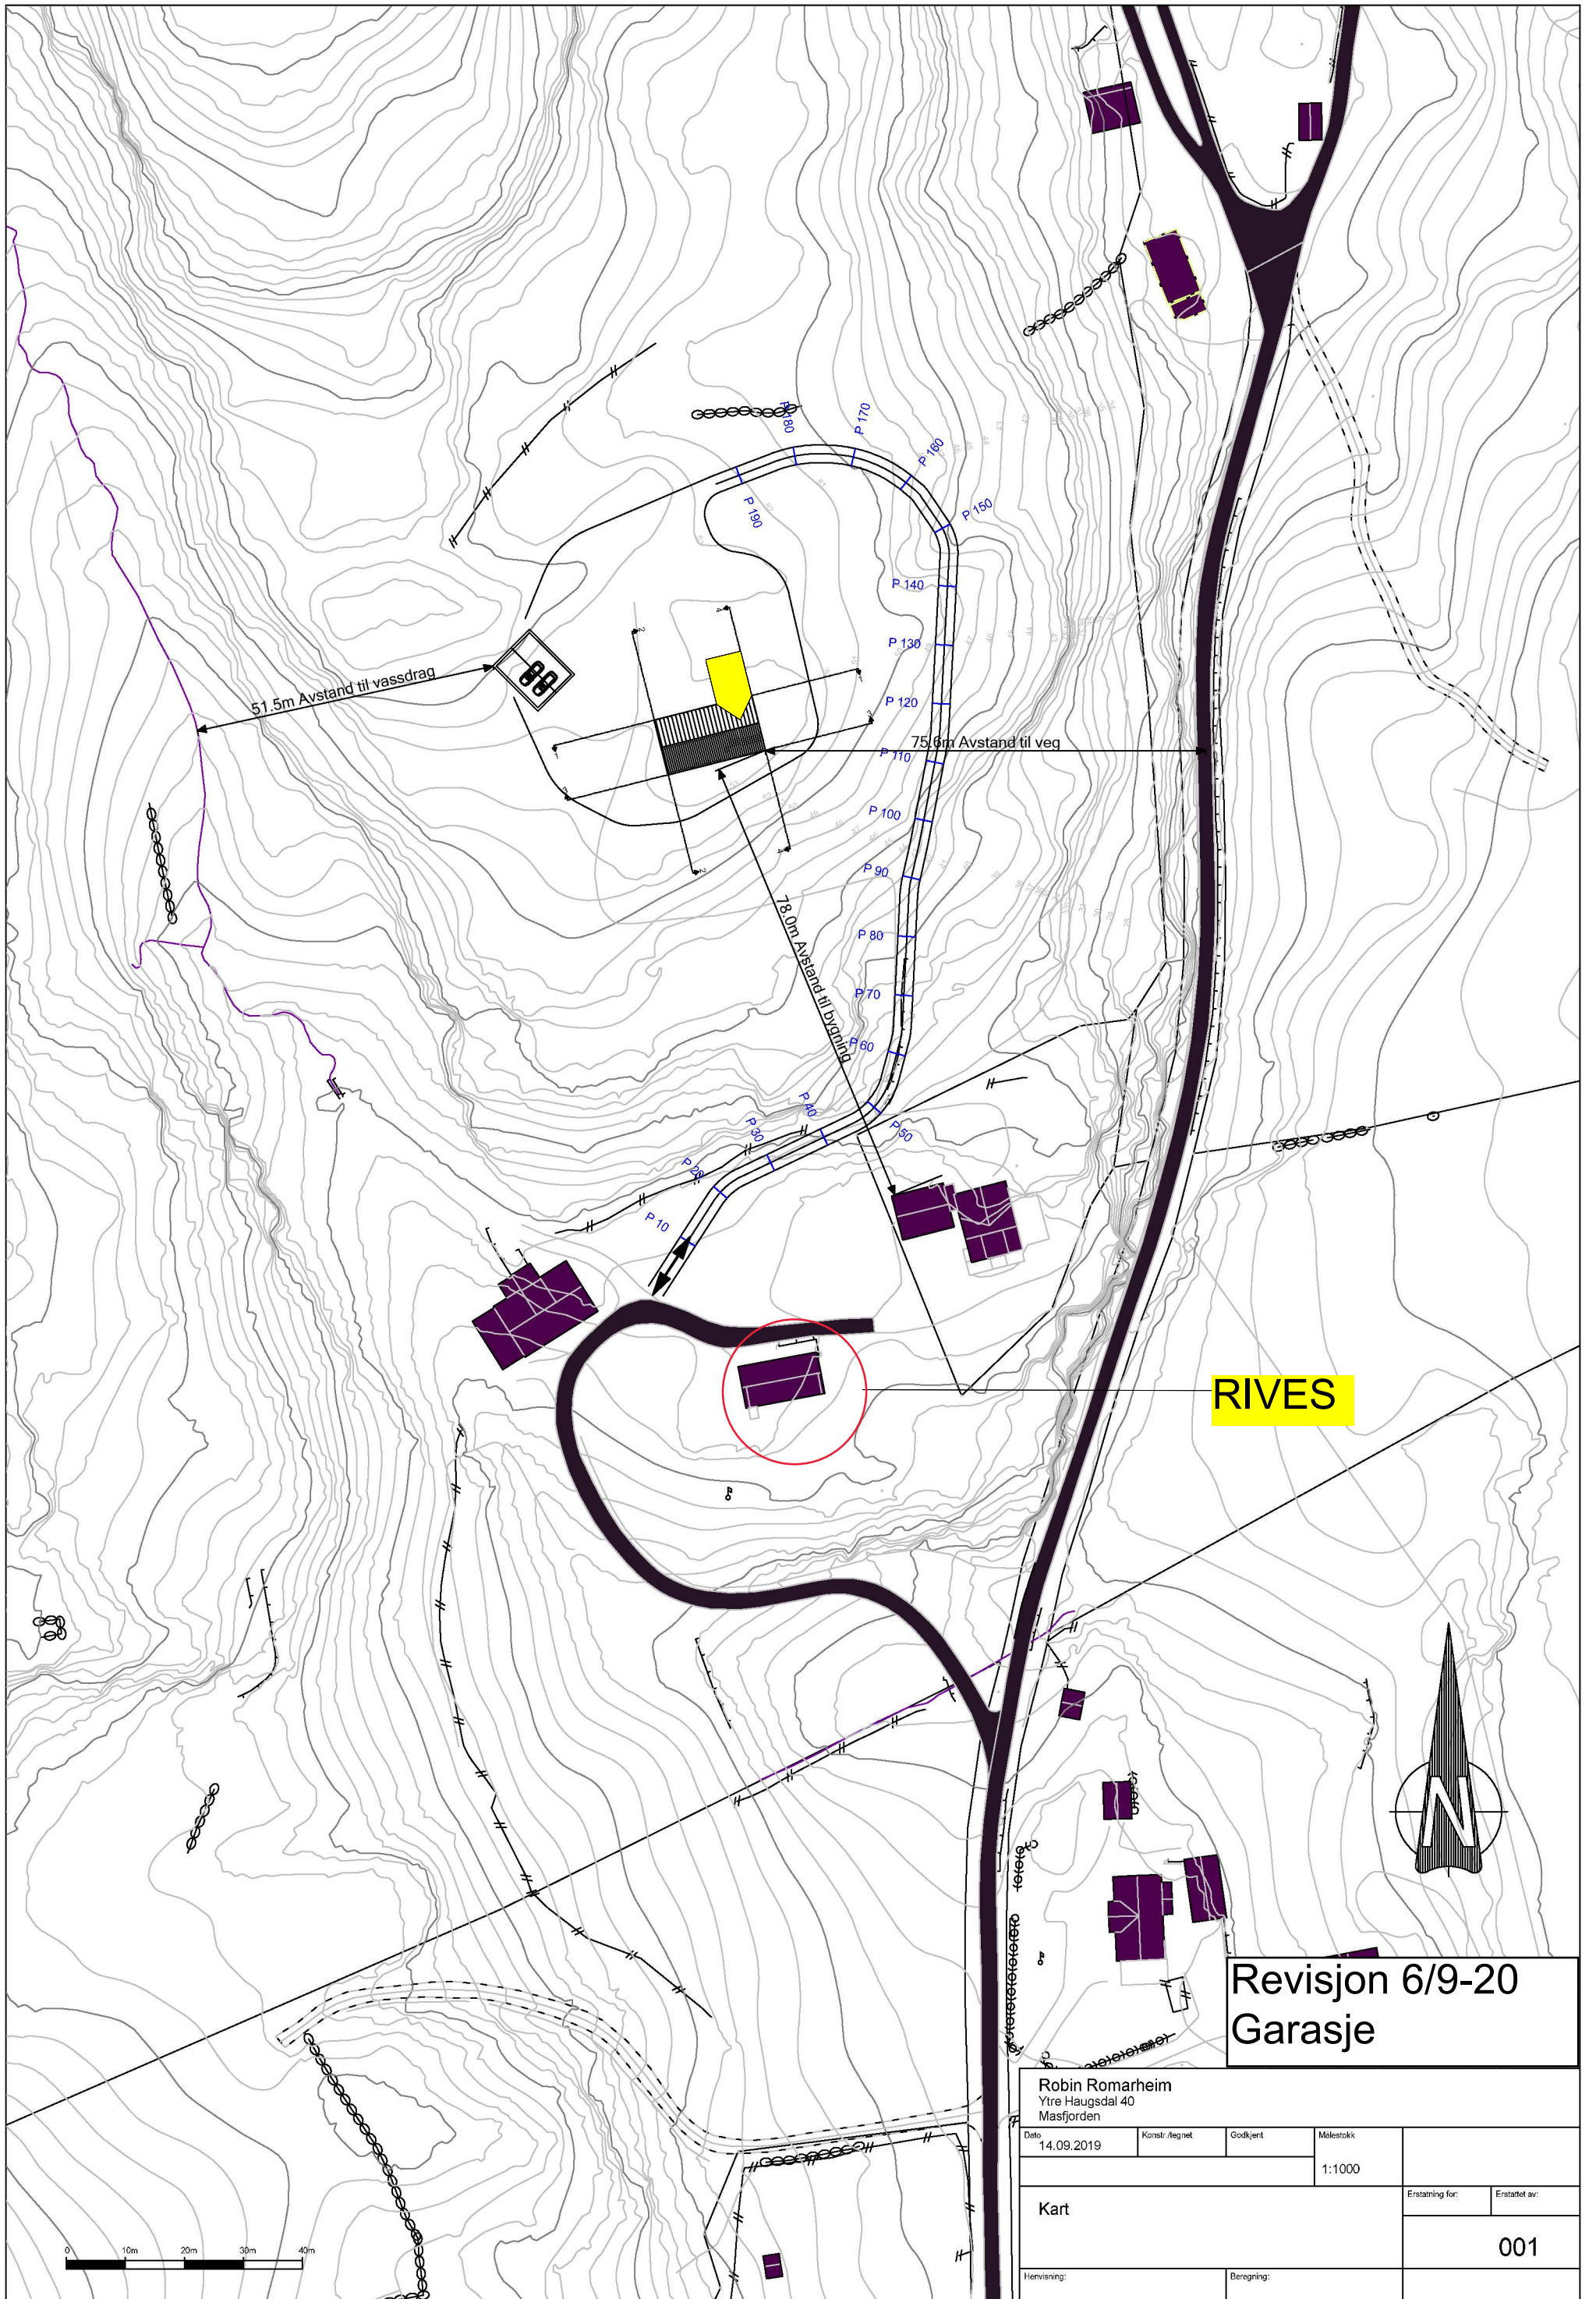 P 180
P 170
P 160
P 190
P 150
P 140
P 130
P 120
51.5m Avstand til vassdrag
75.6m Avstand til veg
P 110
P 100
P 90
78.0m Avstand til bygning
P 80
P 70
P 60
P 50
P 40
P 30
P 20
P 10
RIVES
N
Revisjon 6/9-20
Garasje
Robin Romarheim
Ytre Haugsdal 40
Masfjorden
Dato
14.09.2019
Konstr./tegnet
Godkjent
Målestokk
1:1000
Kart
Erstatning for:
Erstattet av:
001
Henvisning:
Beregning:
0 10m 20m 30m 40m